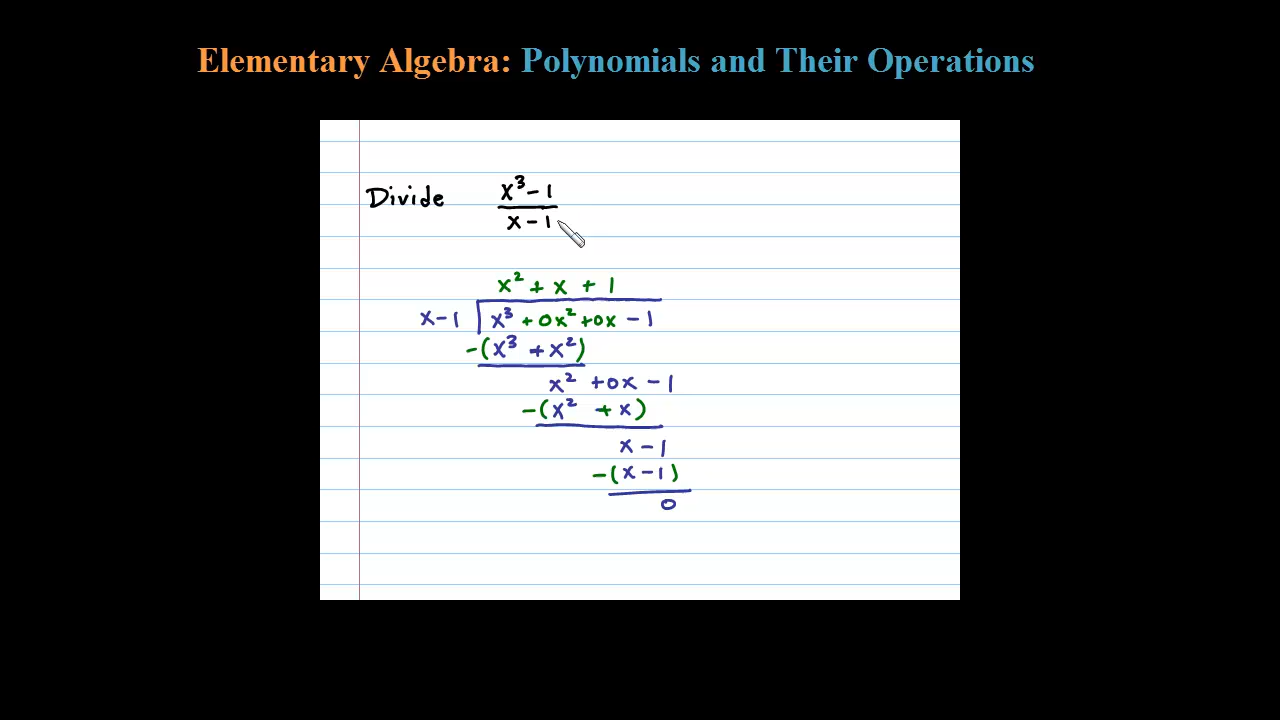 Elementary Algebra: Polynomials and Their Operations
Divide x³ - 1
x - 1
x² + x + 1
x - 1 x³ + 0x² + 0x - 1
-(x³ + x²)
x² + 0x - 1
-(x² + x)
x - 1
-(x - 1)
0